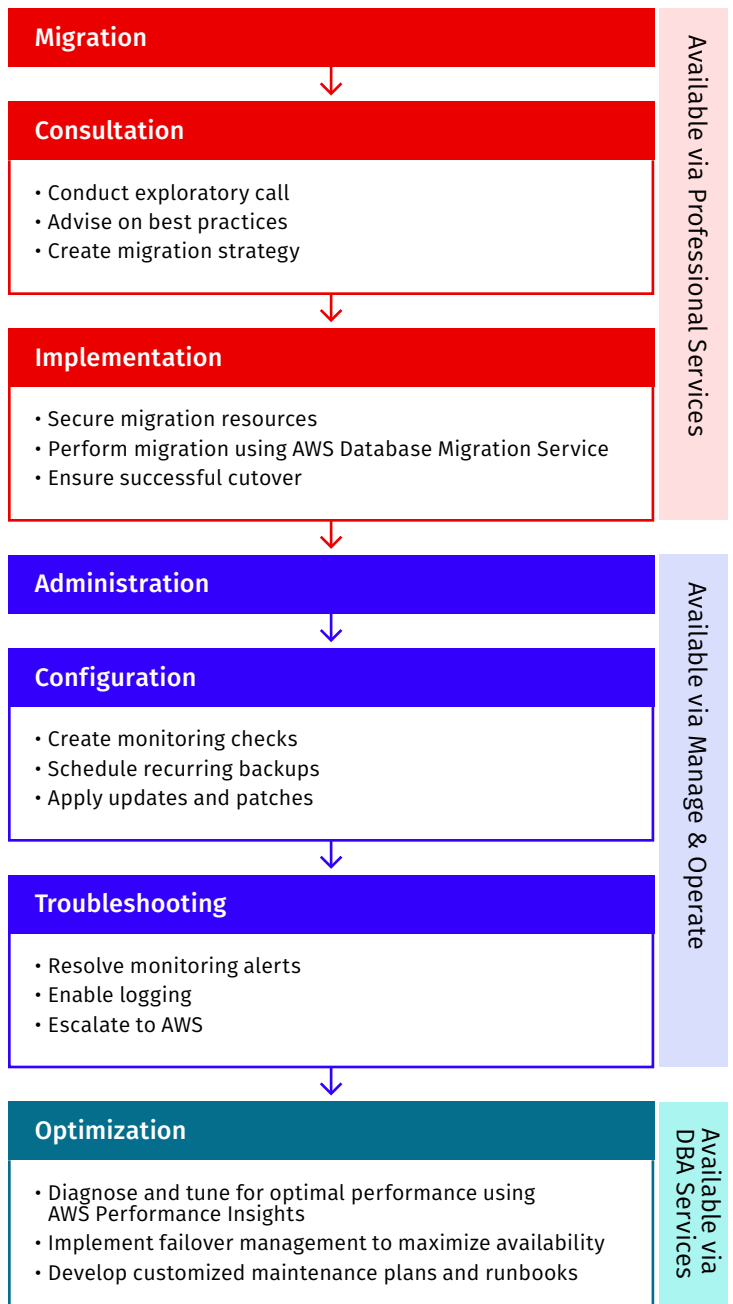 Migration
Consultation
• Conduct exploratory call
• Advise on best practices
• Create migration strategy
Implementation
• Secure migration resources
• Perform migration using AWS Database Migration Service
• Ensure successful cutover
Available via Professional Services
Administration
Configuration
• Create monitoring checks
• Schedule recurring backups
• Apply updates and patches
Troubleshooting
• Resolve monitoring alerts
• Enable logging
• Escalate to AWS
Available via Manage & Operate
Optimization
• Diagnose and tune for optimal performance using
AWS Performance Insights
• Implement failover management to maximize availability
• Develop customized maintenance plans and runbooks
Available via
DBA Services